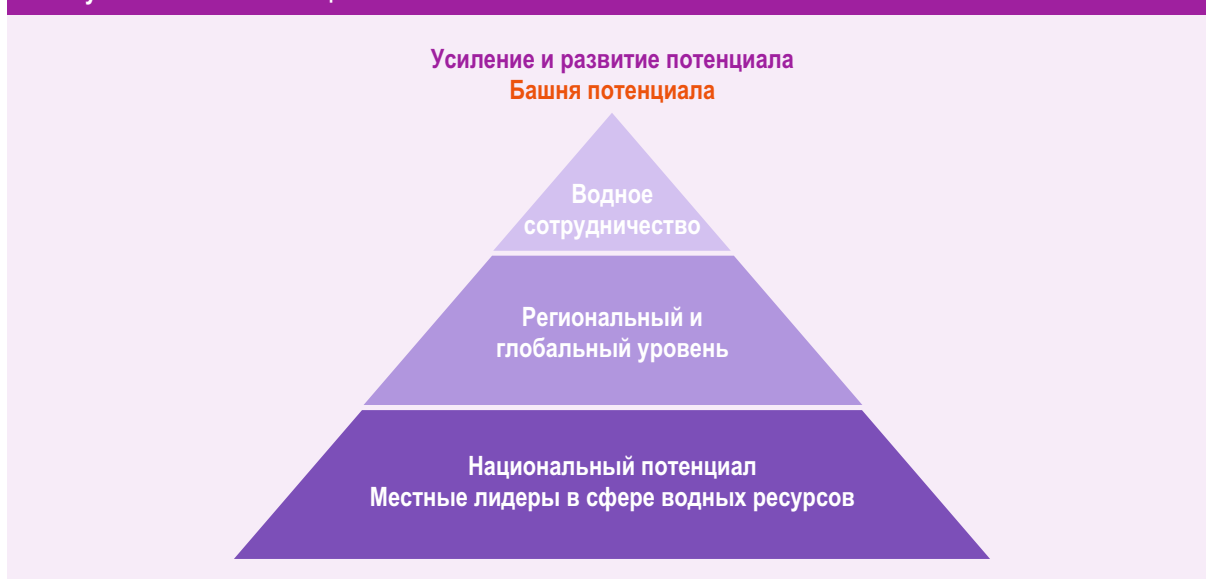 Усиление и развитие потенциала
Башня потенциала
Водное
сотрудничество
Региональный и
глобальный уровень
Национальный потенциал
Местные лидеры в сфере водных ресурсов